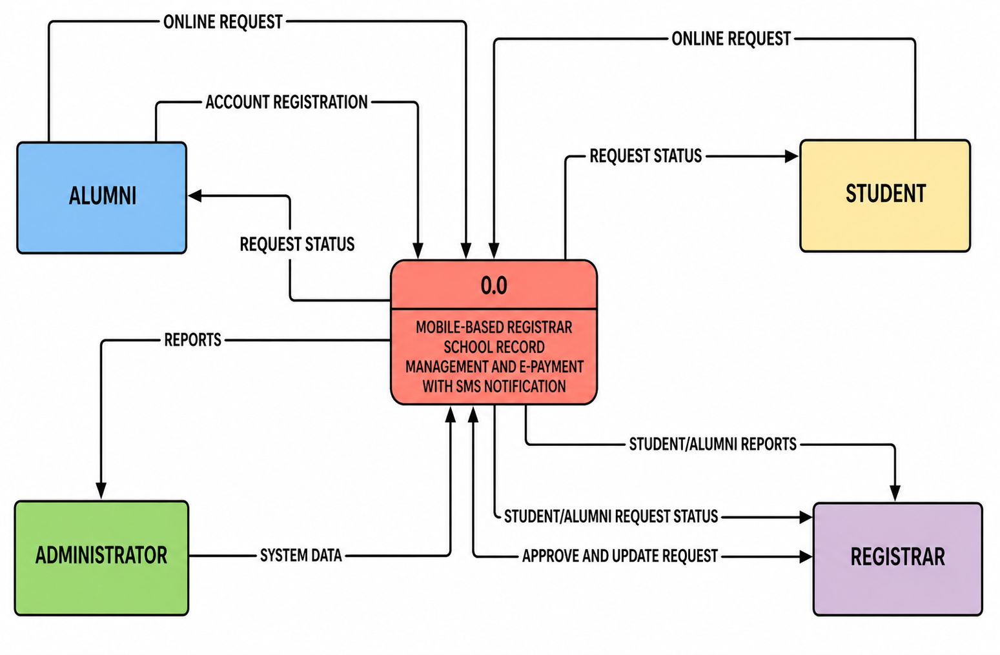 ONLINE REQUEST
ONLINE REQUEST
ACCOUNT REGISTRATION
REQUEST STATUS
ALUMNI
STUDENT
REQUEST STATUS
0.0
MOBILE-BASED REGISTRAR
SCHOOL RECORD
MANAGEMENT AND E-PAYMENT
WITH SMS NOTIFICATION
REPORTS
STUDENT/ALUMNI REPORTS
STUDENT/ALUMNI REQUEST STATUS
ADMINISTRATOR
SYSTEM DATA
APPROVE AND UPDATE REQUEST
REGISTRAR